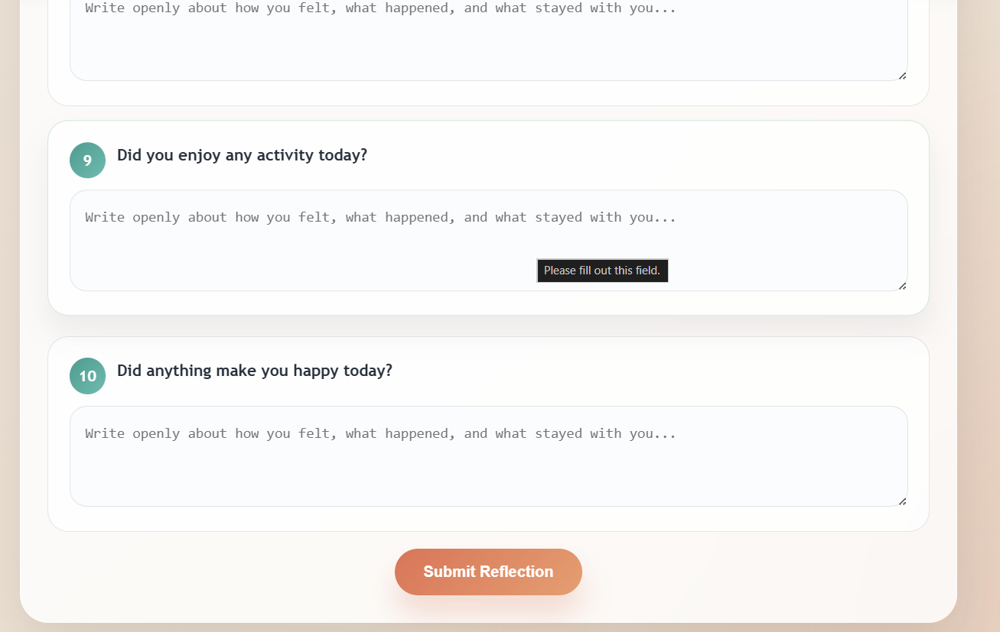 Write openly about how you felt, what happened, and what stayed with you...
9
Did you enjoy any activity today?
Write openly about how you felt, what happened, and what stayed with you...
Please fill out this field.
10
Did anything make you happy today?
Write openly about how you felt, what happened, and what stayed with you...
Submit Reflection